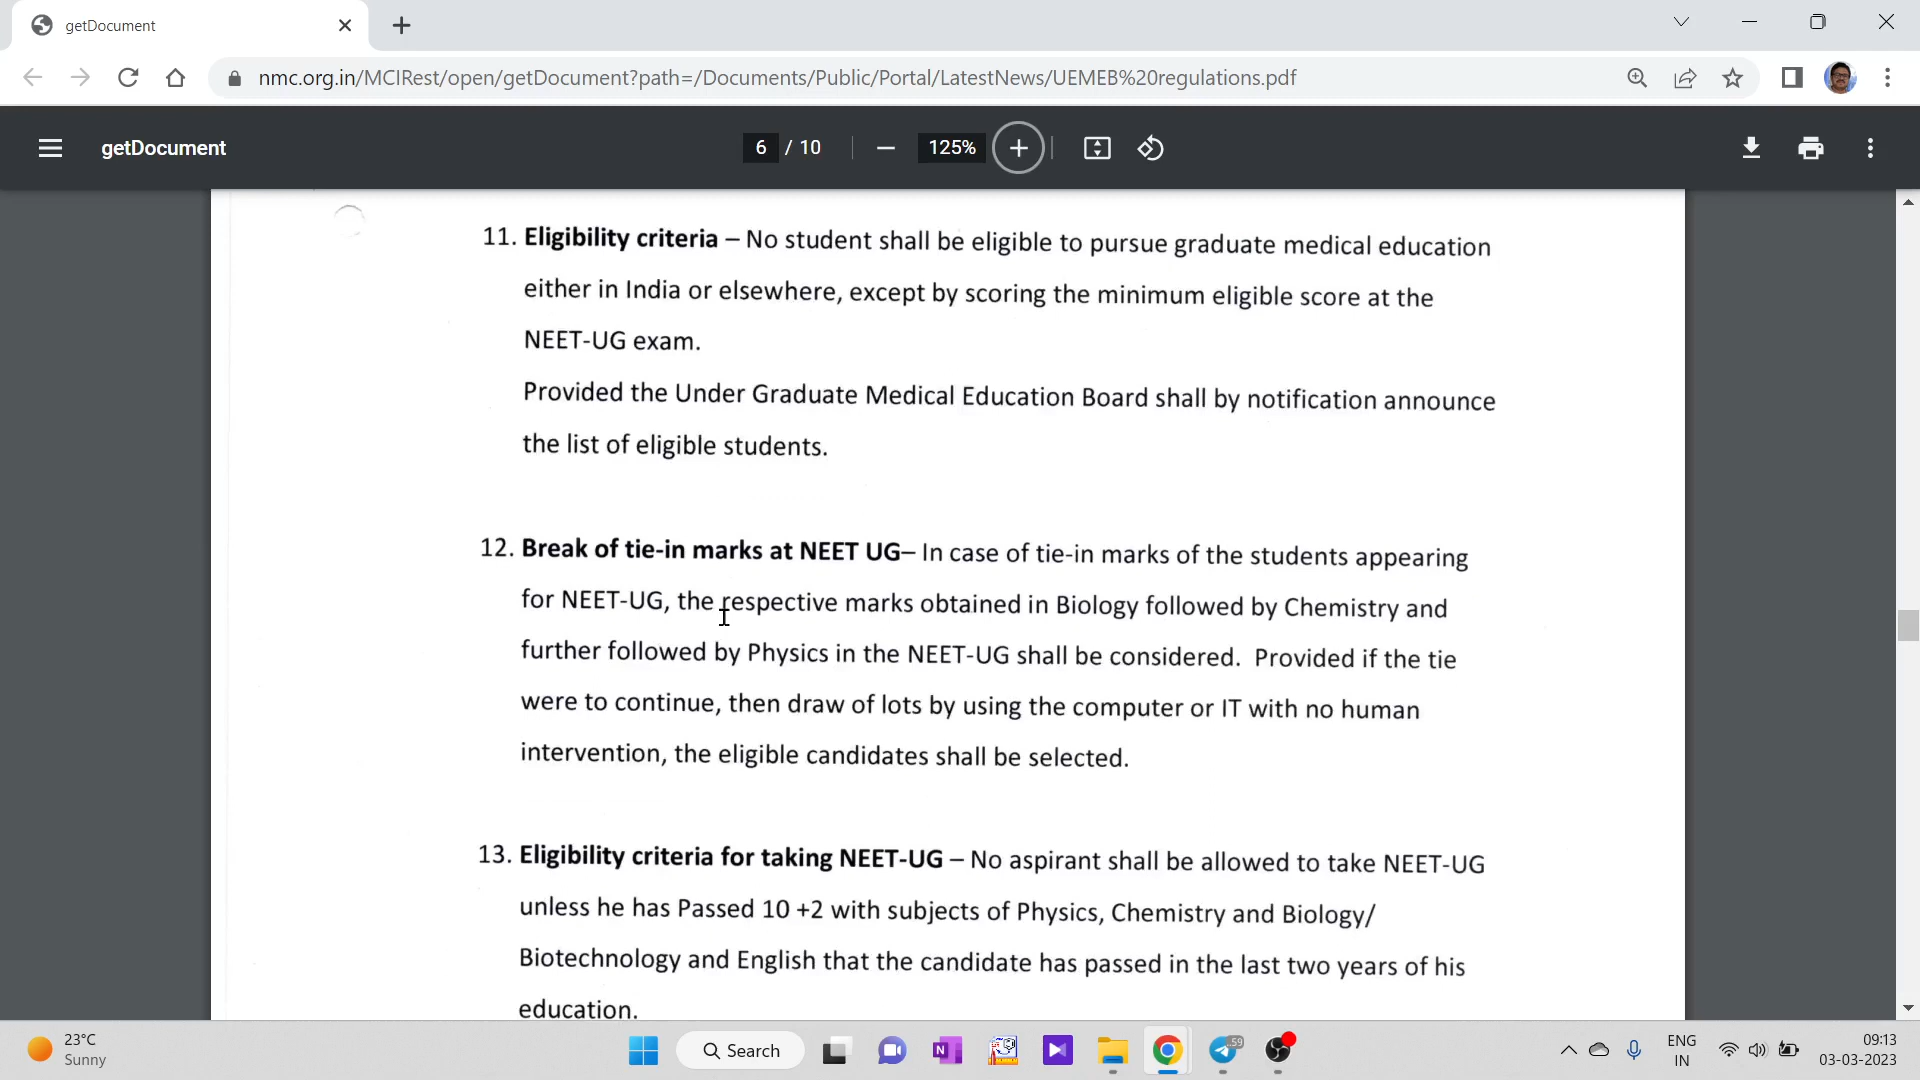 getDocument
nmc.org.in/MCIRest/open/getDocument?path=/Documents/Public/Portal/LatestNews/UEMEB%20regulations.pdf
getDocument
6 / 10
125%
11. Eligibility criteria – No student shall be eligible to pursue graduate medical education
either in India or elsewhere, except by scoring the minimum eligible score at the
NEET-UG exam.
Provided the Under Graduate Medical Education Board shall by notification announce
the list of eligible students.
12. Break of tie-in marks at NEET UG– In case of tie-in marks of the students appearing
for NEET-UG, the respective marks obtained in Biology followed by Chemistry and
further followed by Physics in the NEET-UG shall be considered. Provided if the tie
were to continue, then draw of lots by using the computer or IT with no human
intervention, the eligible candidates shall be selected.
13. Eligibility criteria for taking NEET-UG – No aspirant shall be allowed to take NEET-UG
unless he has Passed 10 +2 with subjects of Physics, Chemistry and Biology/
Biotechnology and English that the candidate has passed in the last two years of his
education.
23°C
Sunny
Search
N
59
ENG
IN
09:13
03-03-2023